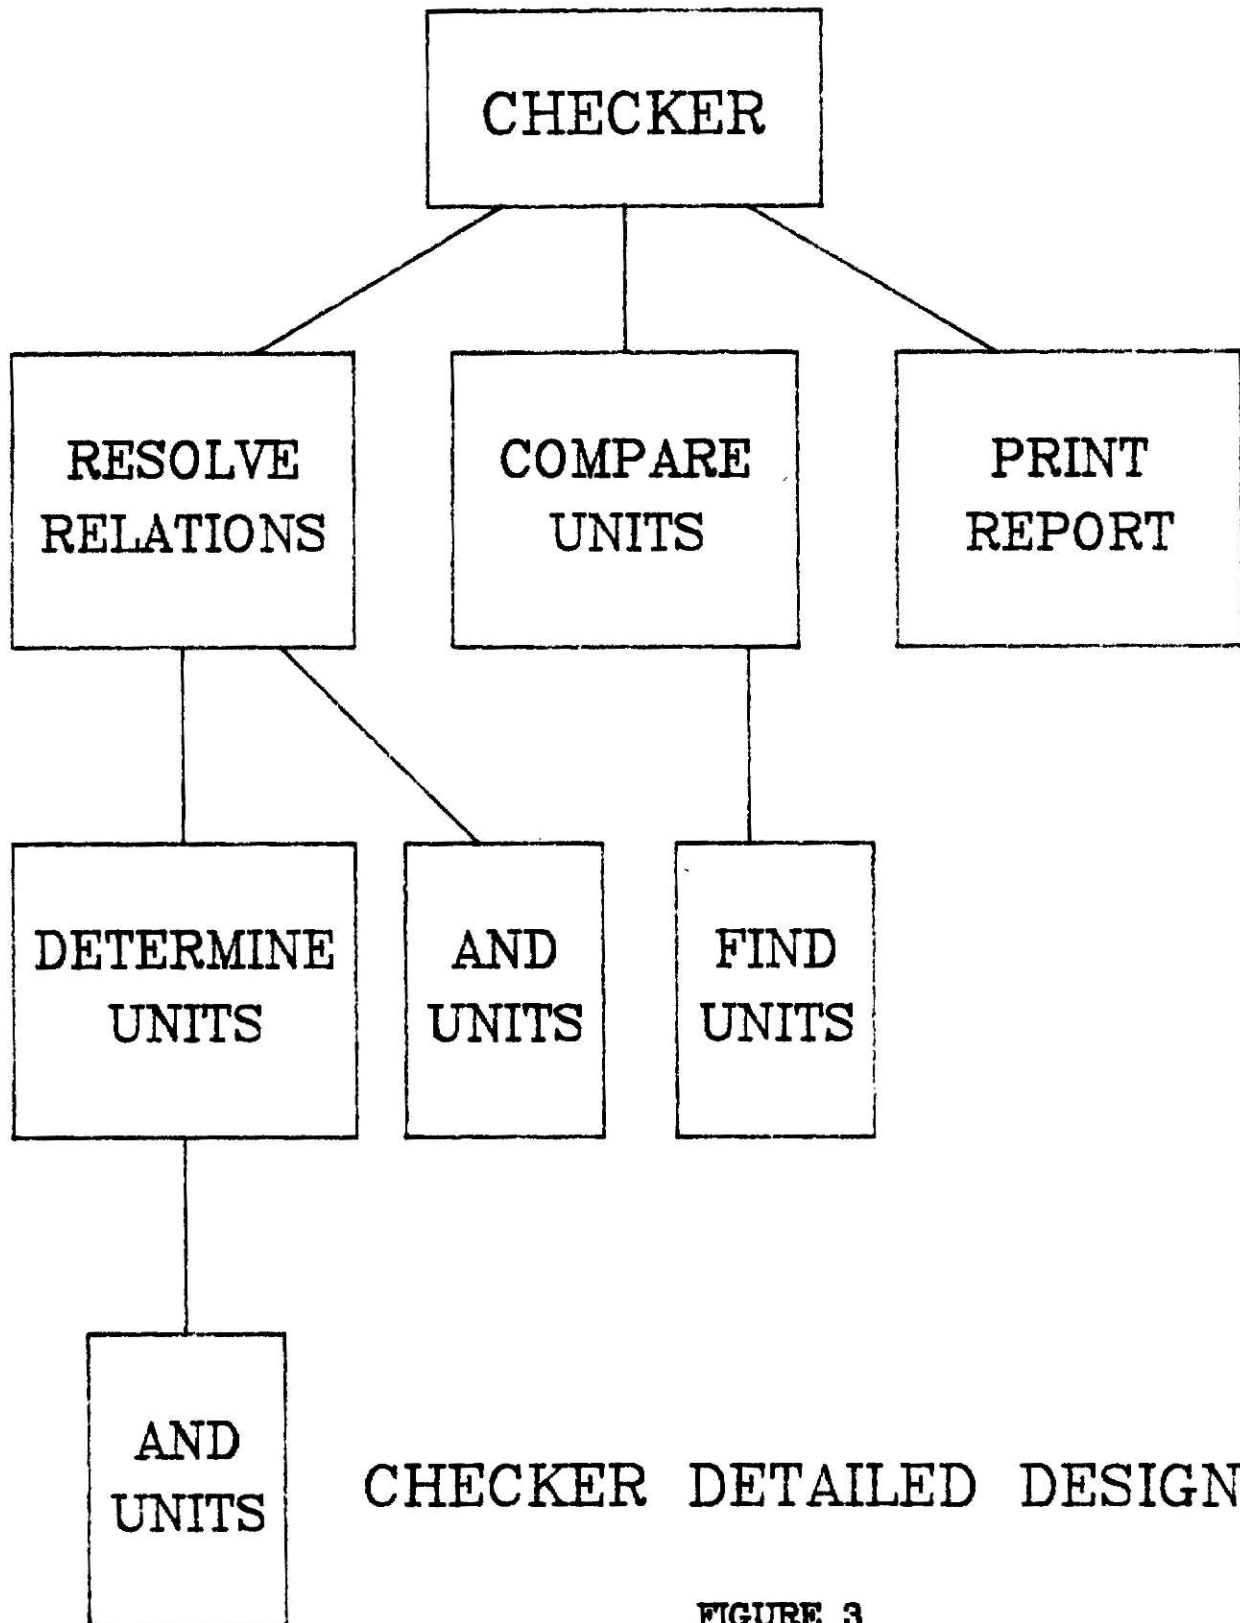 CHECKER
RESOLVE
RELATIONS
COMPARE
UNITS
PRINT
REPORT
DETERMINE
UNITS
AND
UNITS
FIND
UNITS
AND
UNITS
CHECKER DETAILED DESIGN
FIGURE 3